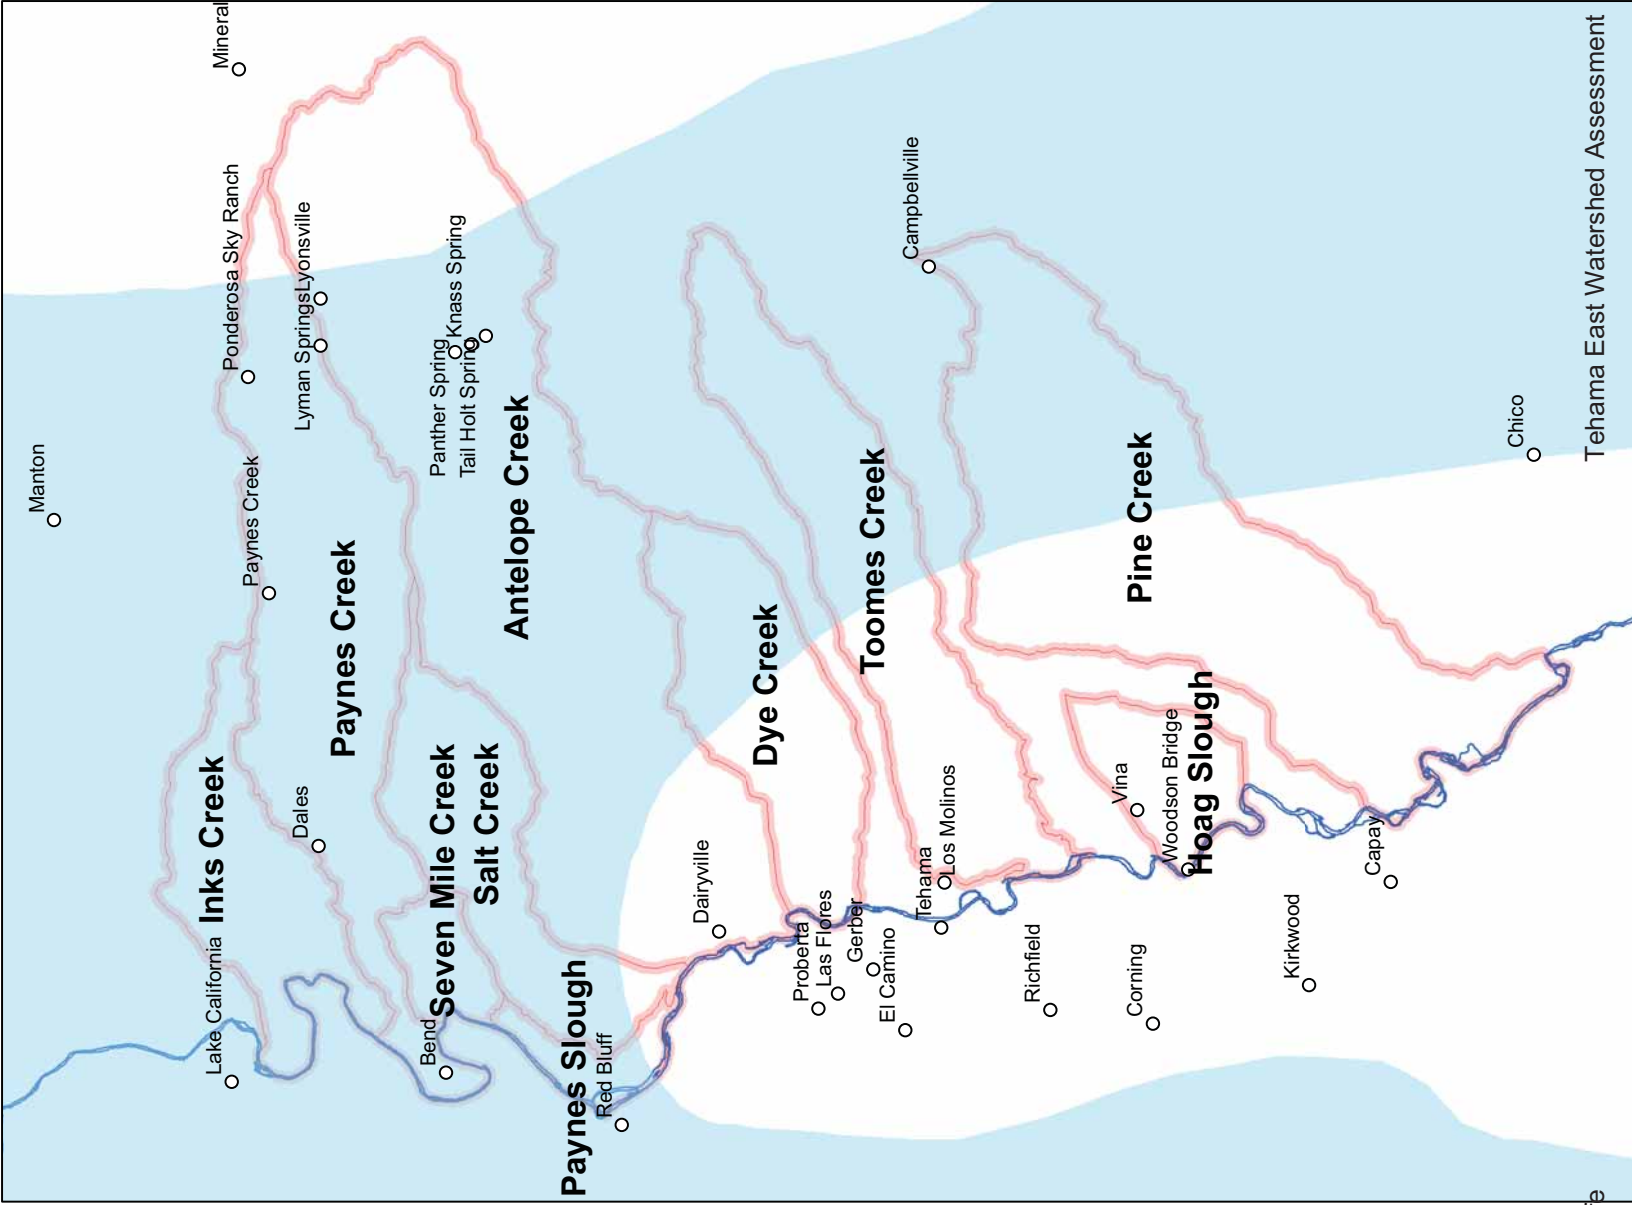 Mineral
Manton
Ponderosa Sky Ranch
Lyonsville
Lyman Springs
Knass Spring
Panther Spring
Tail Holt Spring
Campbellville
Paynes Creek
Paynes Creek
Antelope Creek
Toomes Creek
Pine Creek
Chico
Dye Creek
Inks Creek
Dales
Seven Mile Creek
Salt Creek
Lake California
Bend
Paynes Slough
Red Bluff
Dairyville
Proberta
Las Flores
Gerber
El Camino
Tehama
Los Molinos
Vina
Woodson Bridge
Hoag Slough
Richfield
Corning
Kirkwood
Capay
Tehama East Watershed Assessment